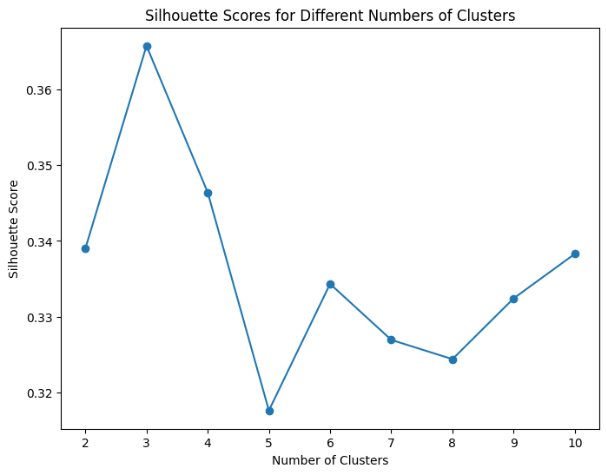 Silhouette Scores for Different Numbers of Clusters
0.36
0.35
0.34
0.33
0.32
Silhouette Score
2 3 4 5 6 7 8 9 10
Number of Clusters